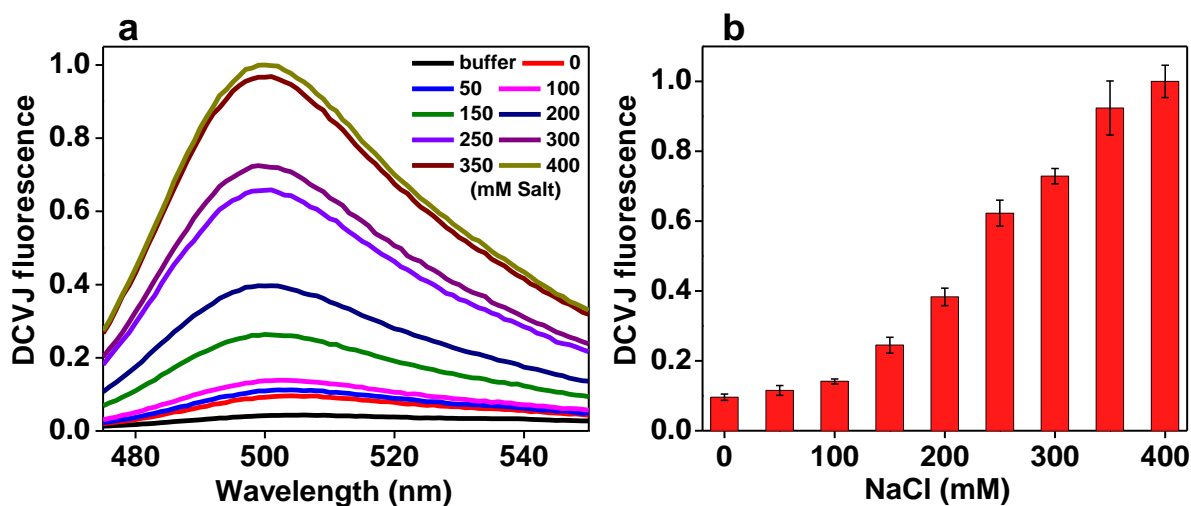 a
DCVJ fluorescence
1.0
0.8
0.6
0.4
0.2
0.0
buffer 0
50 100
150 200
250 300
350 400
(mM Salt)
480 500 520 540
Wavelength (nm)
b
DCVJ fluorescence
1.0
0.8
0.6
0.4
0.2
0.0
0 100 200 300 400
NaCl (mM)